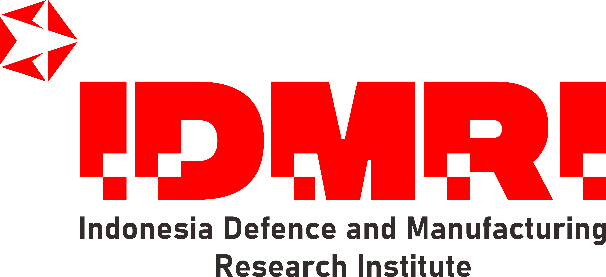 IDMRI
Indonesia Defence and Manufacturing
Research Institute